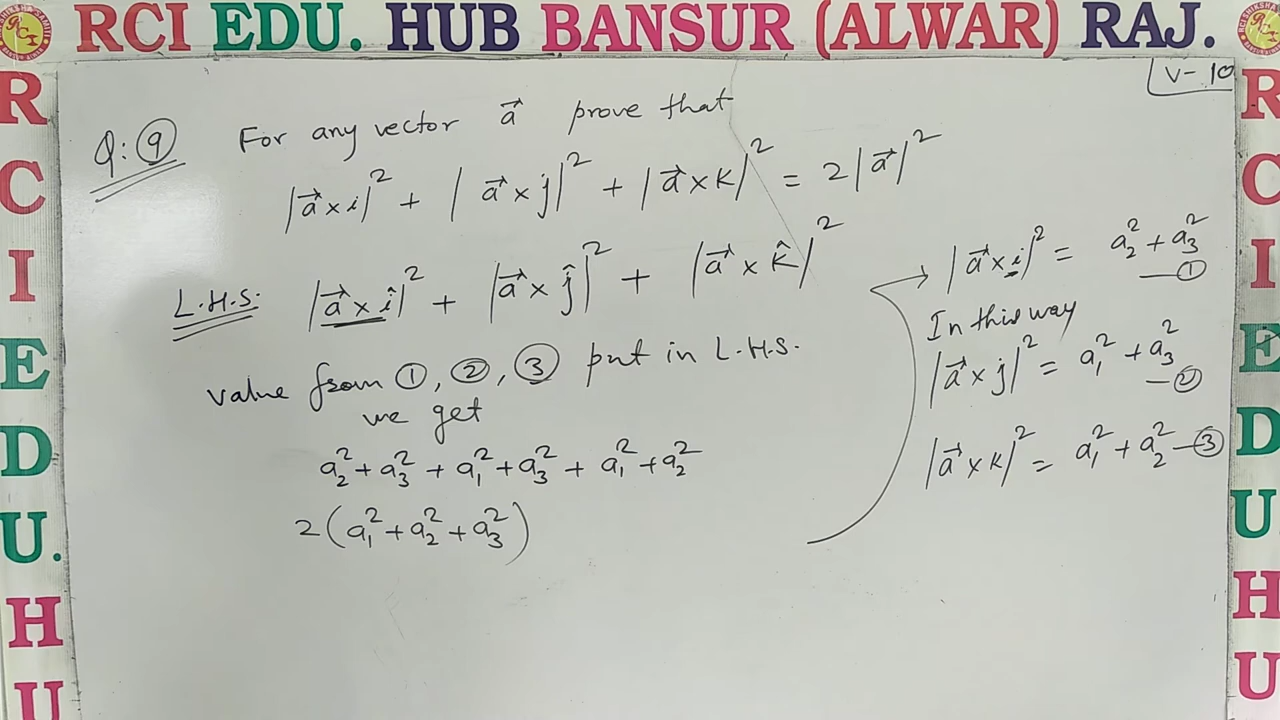 RCI EDU. HUB BANSUR (ALWAR) RAJ.
V-10
Q: 9 For any vector a⃗ prove that
|a⃗×i|² + |a⃗×j|² + |a⃗×k|² = 2|a⃗|²
L.H.S. |a⃗×î|² + |a⃗×ĵ|² + |a⃗×k̂|²
value from ①, ②, ③ put in L.H.S.
we get
a₂²+a₃² + a₁²+a₃² + a₁²+a₂²
2(a₁²+a₂²+a₃²)
|a⃗×i|² = a₂²+a₃²
—①
In this way
|a⃗×j|² = a₁²+a₃²
—②
|a⃗×k|² = a₁²+a₂² —③
R
C
I
E
D
U.
H
U
R
C
I
E
D
U.
H
U